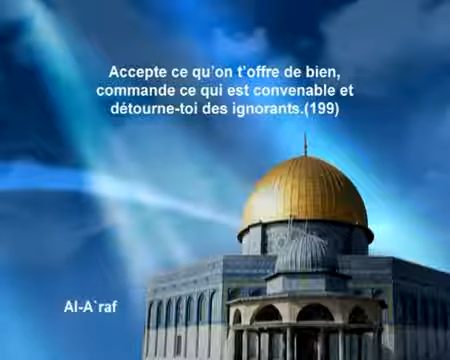 Accepte ce qu'on t'offre de bien,
commande ce qui est convenable et
détourne-toi des ignorants.(199)
Al-A`raf